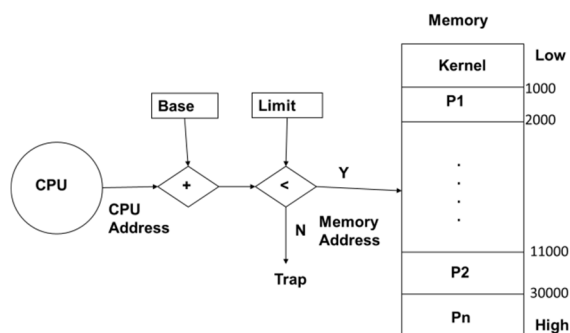 Memory
Low
Kernel
1000
P1
2000
Base
Limit
CPU
+
<
Y
CPU
Address
N
Memory
Address
Trap
11000
P2
30000
Pn
High